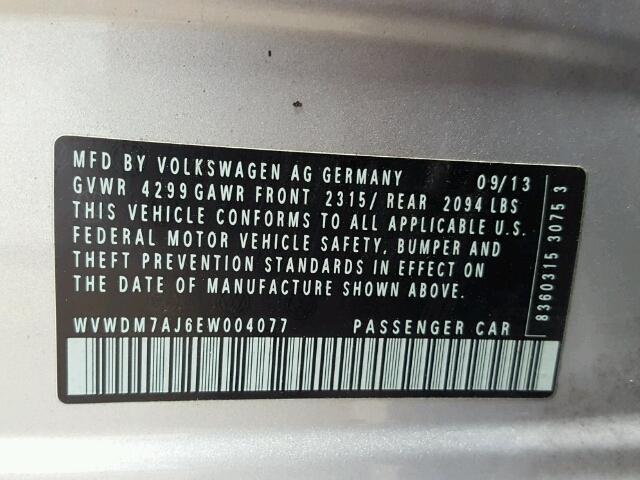 MFD BY VOLKSWAGEN AG GERMANY 09/13
GVWR 4299 GAWR FRONT 2315/ REAR 2094 LBS
THIS VEHICLE CONFORMS TO ALL APPLICABLE U.S.
FEDERAL MOTOR VEHICLE SAFETY, BUMPER AND
THEFT PREVENTION STANDARDS IN EFFECT ON
THE DATE OF MANUFACTURE SHOWN ABOVE.
WVWDM7AJ6EW004077 PASSENGER CAR
8360315 3075 3